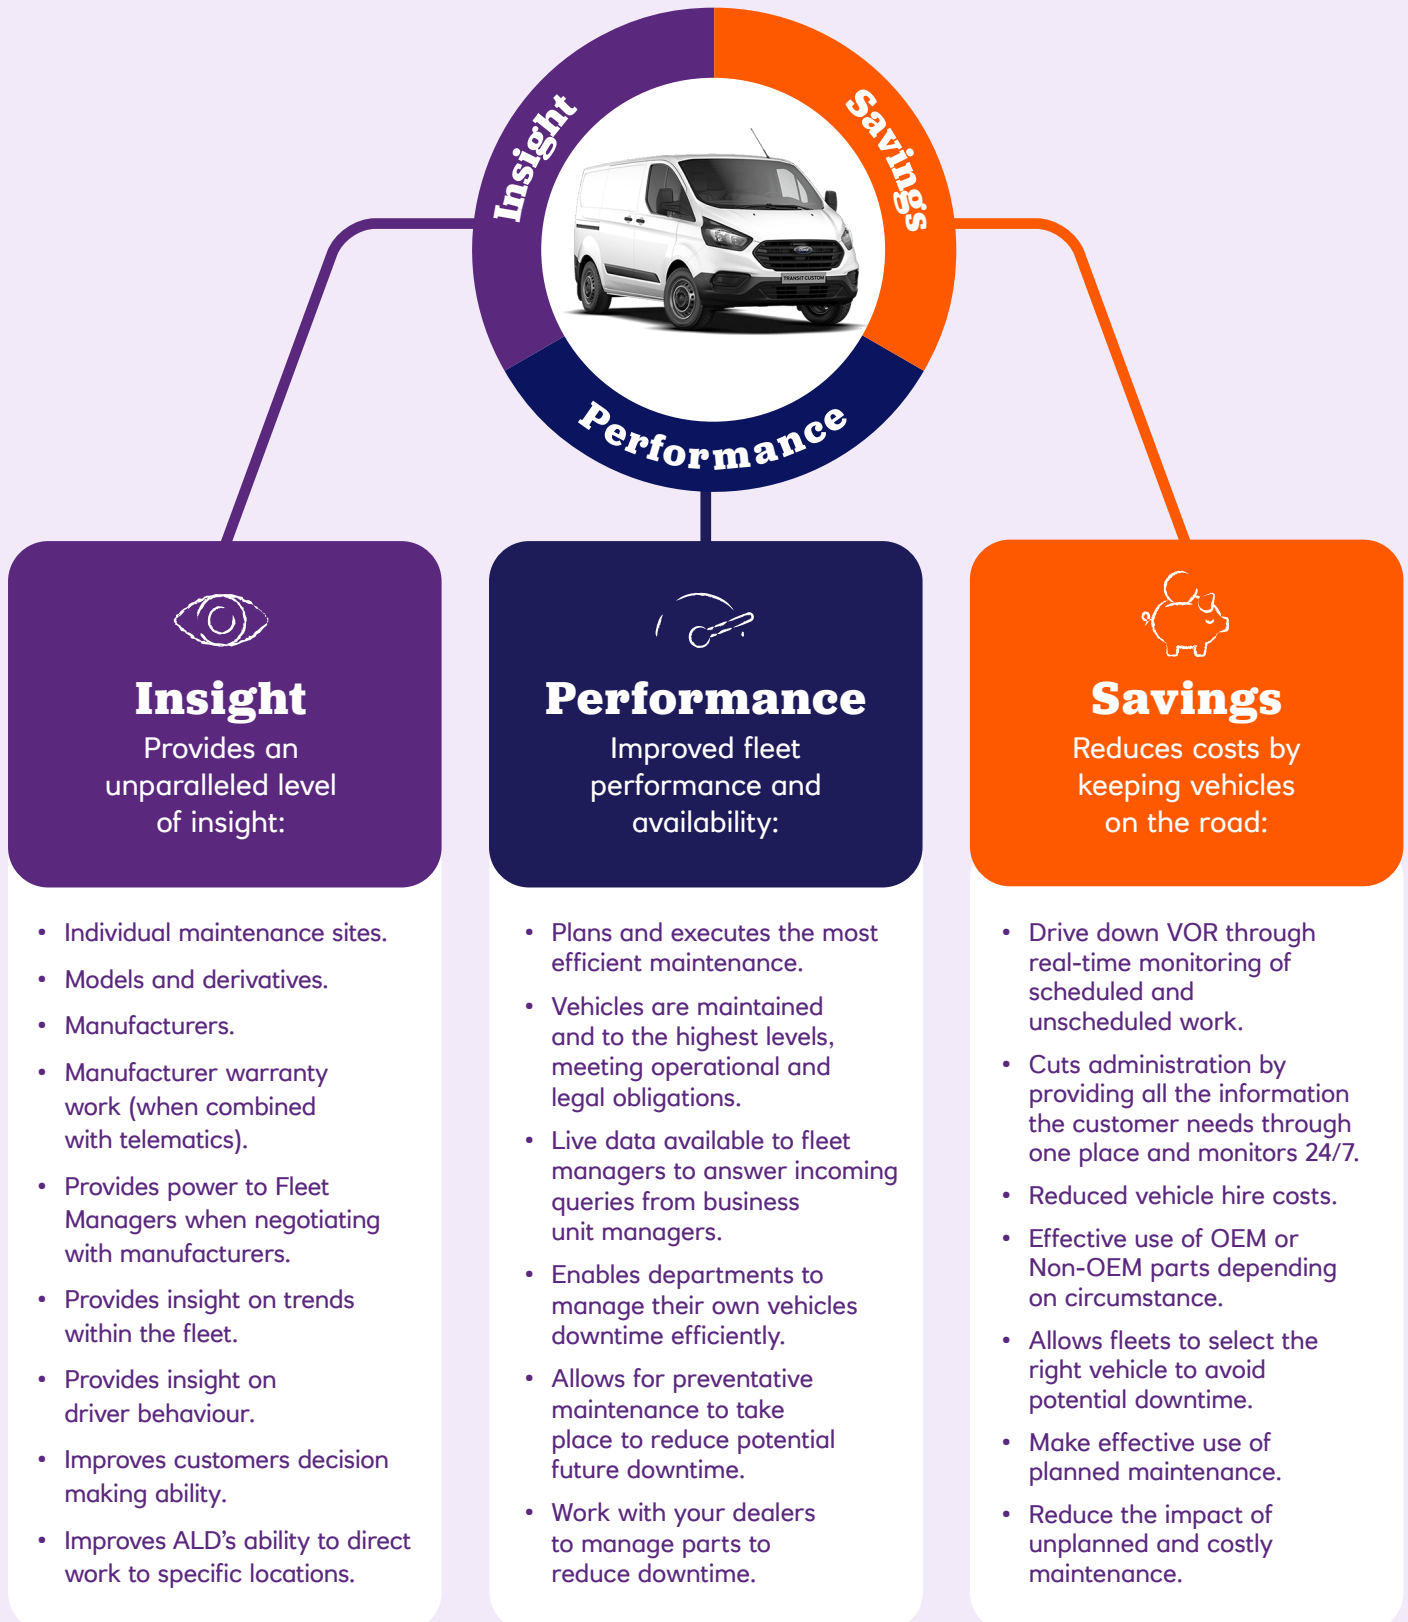 Insight
Savings
Performance
Ford
TRANSIT CUSTOM
Insight
Provides an
unparalleled level
of insight:
• Individual maintenance sites.
• Models and derivatives.
• Manufacturers.
• Manufacturer warranty
work (when combined
with telematics).
• Provides power to Fleet
Managers when negotiating
with manufacturers.
• Provides insight on trends
within the fleet.
• Provides insight on
driver behaviour.
• Improves customers decision
making ability.
• Improves ALD’s ability to direct
work to specific locations.
Performance
Improved fleet
performance and
availability:
• Plans and executes the most
efficient maintenance.
• Vehicles are maintained
and to the highest levels,
meeting operational and
legal obligations.
• Live data available to fleet
managers to answer incoming
queries from business
unit managers.
• Enables departments to
manage their own vehicles
downtime efficiently.
• Allows for preventative
maintenance to take
place to reduce potential
future downtime.
• Work with your dealers
to manage parts to
reduce downtime.
Savings
Reduces costs by
keeping vehicles
on the road:
• Drive down VOR through
real-time monitoring of
scheduled and
unscheduled work.
• Cuts administration by
providing all the information
the customer needs through
one place and monitors 24/7.
• Reduced vehicle hire costs.
• Effective use of OEM or
Non-OEM parts depending
on circumstance.
• Allows fleets to select the
right vehicle to avoid
potential downtime.
• Make effective use of
planned maintenance.
• Reduce the impact of
unplanned and costly
maintenance.